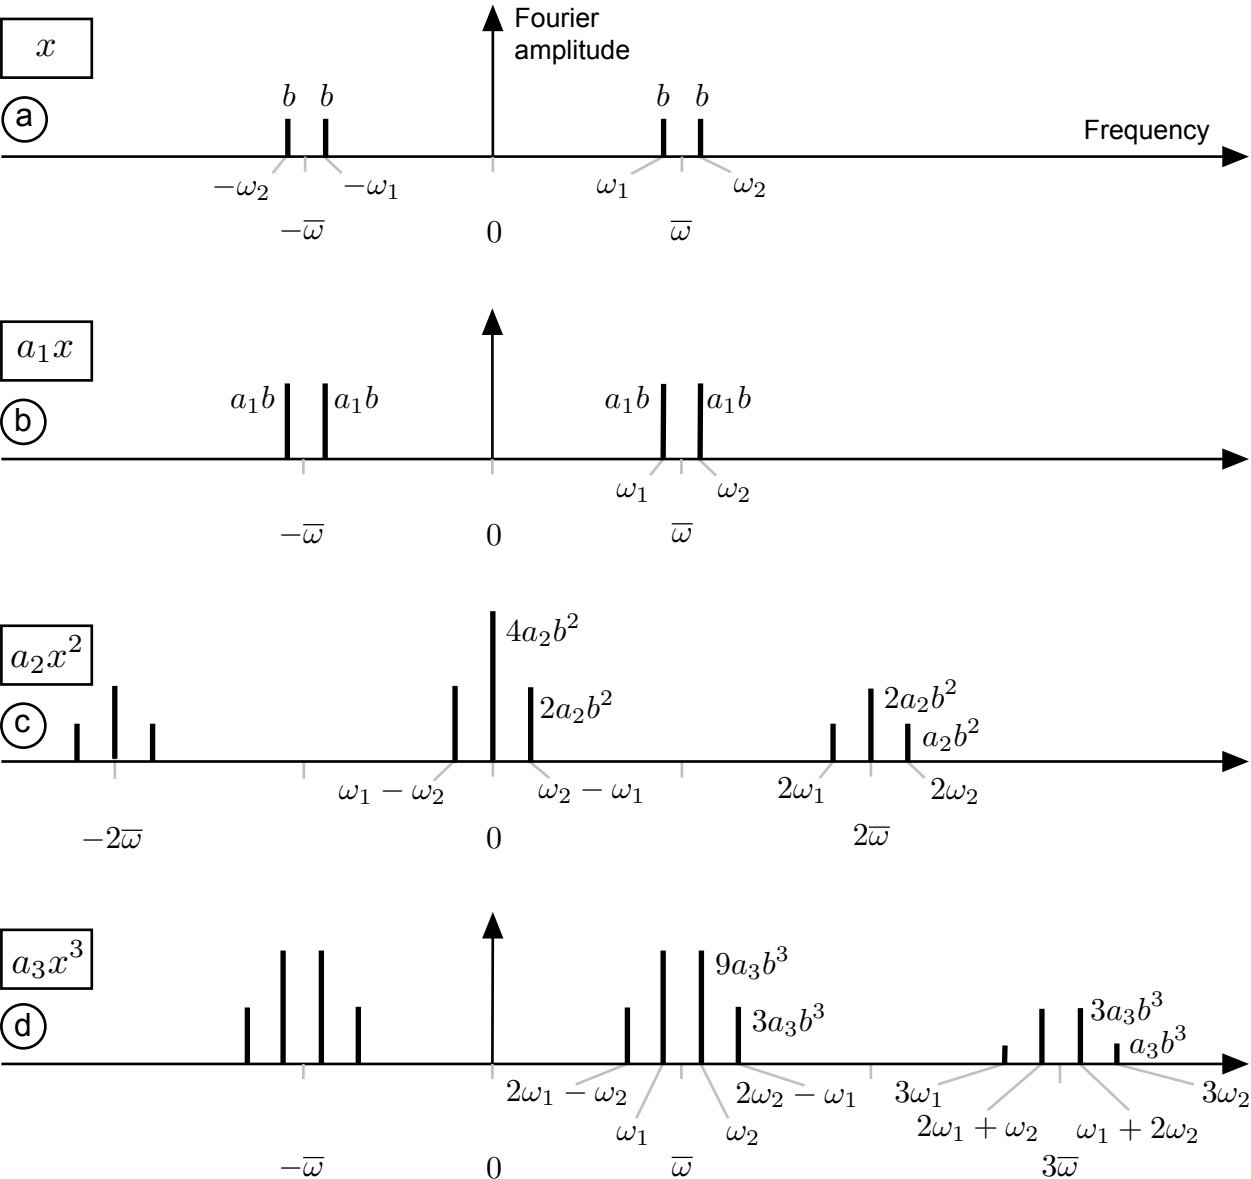 Fourier
amplitude
x
a
b b b b
Frequency
−ω₂ −ω₁ ω₁ ω₂
−ω̅ 0 ω̅
a₁x
b
a₁b a₁b a₁b a₁b
ω₁ ω₂
−ω̅ 0 ω̅
a₂x²
c
4a₂b²
2a₂b² 2a₂b²
a₂b²
ω₁ − ω₂ ω₂ − ω₁ 2ω₁ 2ω₂
−2ω̅ 0 2ω̅
a₃x³
d
9a₃b³
3a₃b³ 3a₃b³
a₃b³
2ω₁ − ω₂ 2ω₂ − ω₁ 3ω₁ 3ω₂
ω₁ ω₂ 2ω₁ + ω₂ ω₁ + 2ω₂
−ω̅ 0 ω̅ 3ω̅